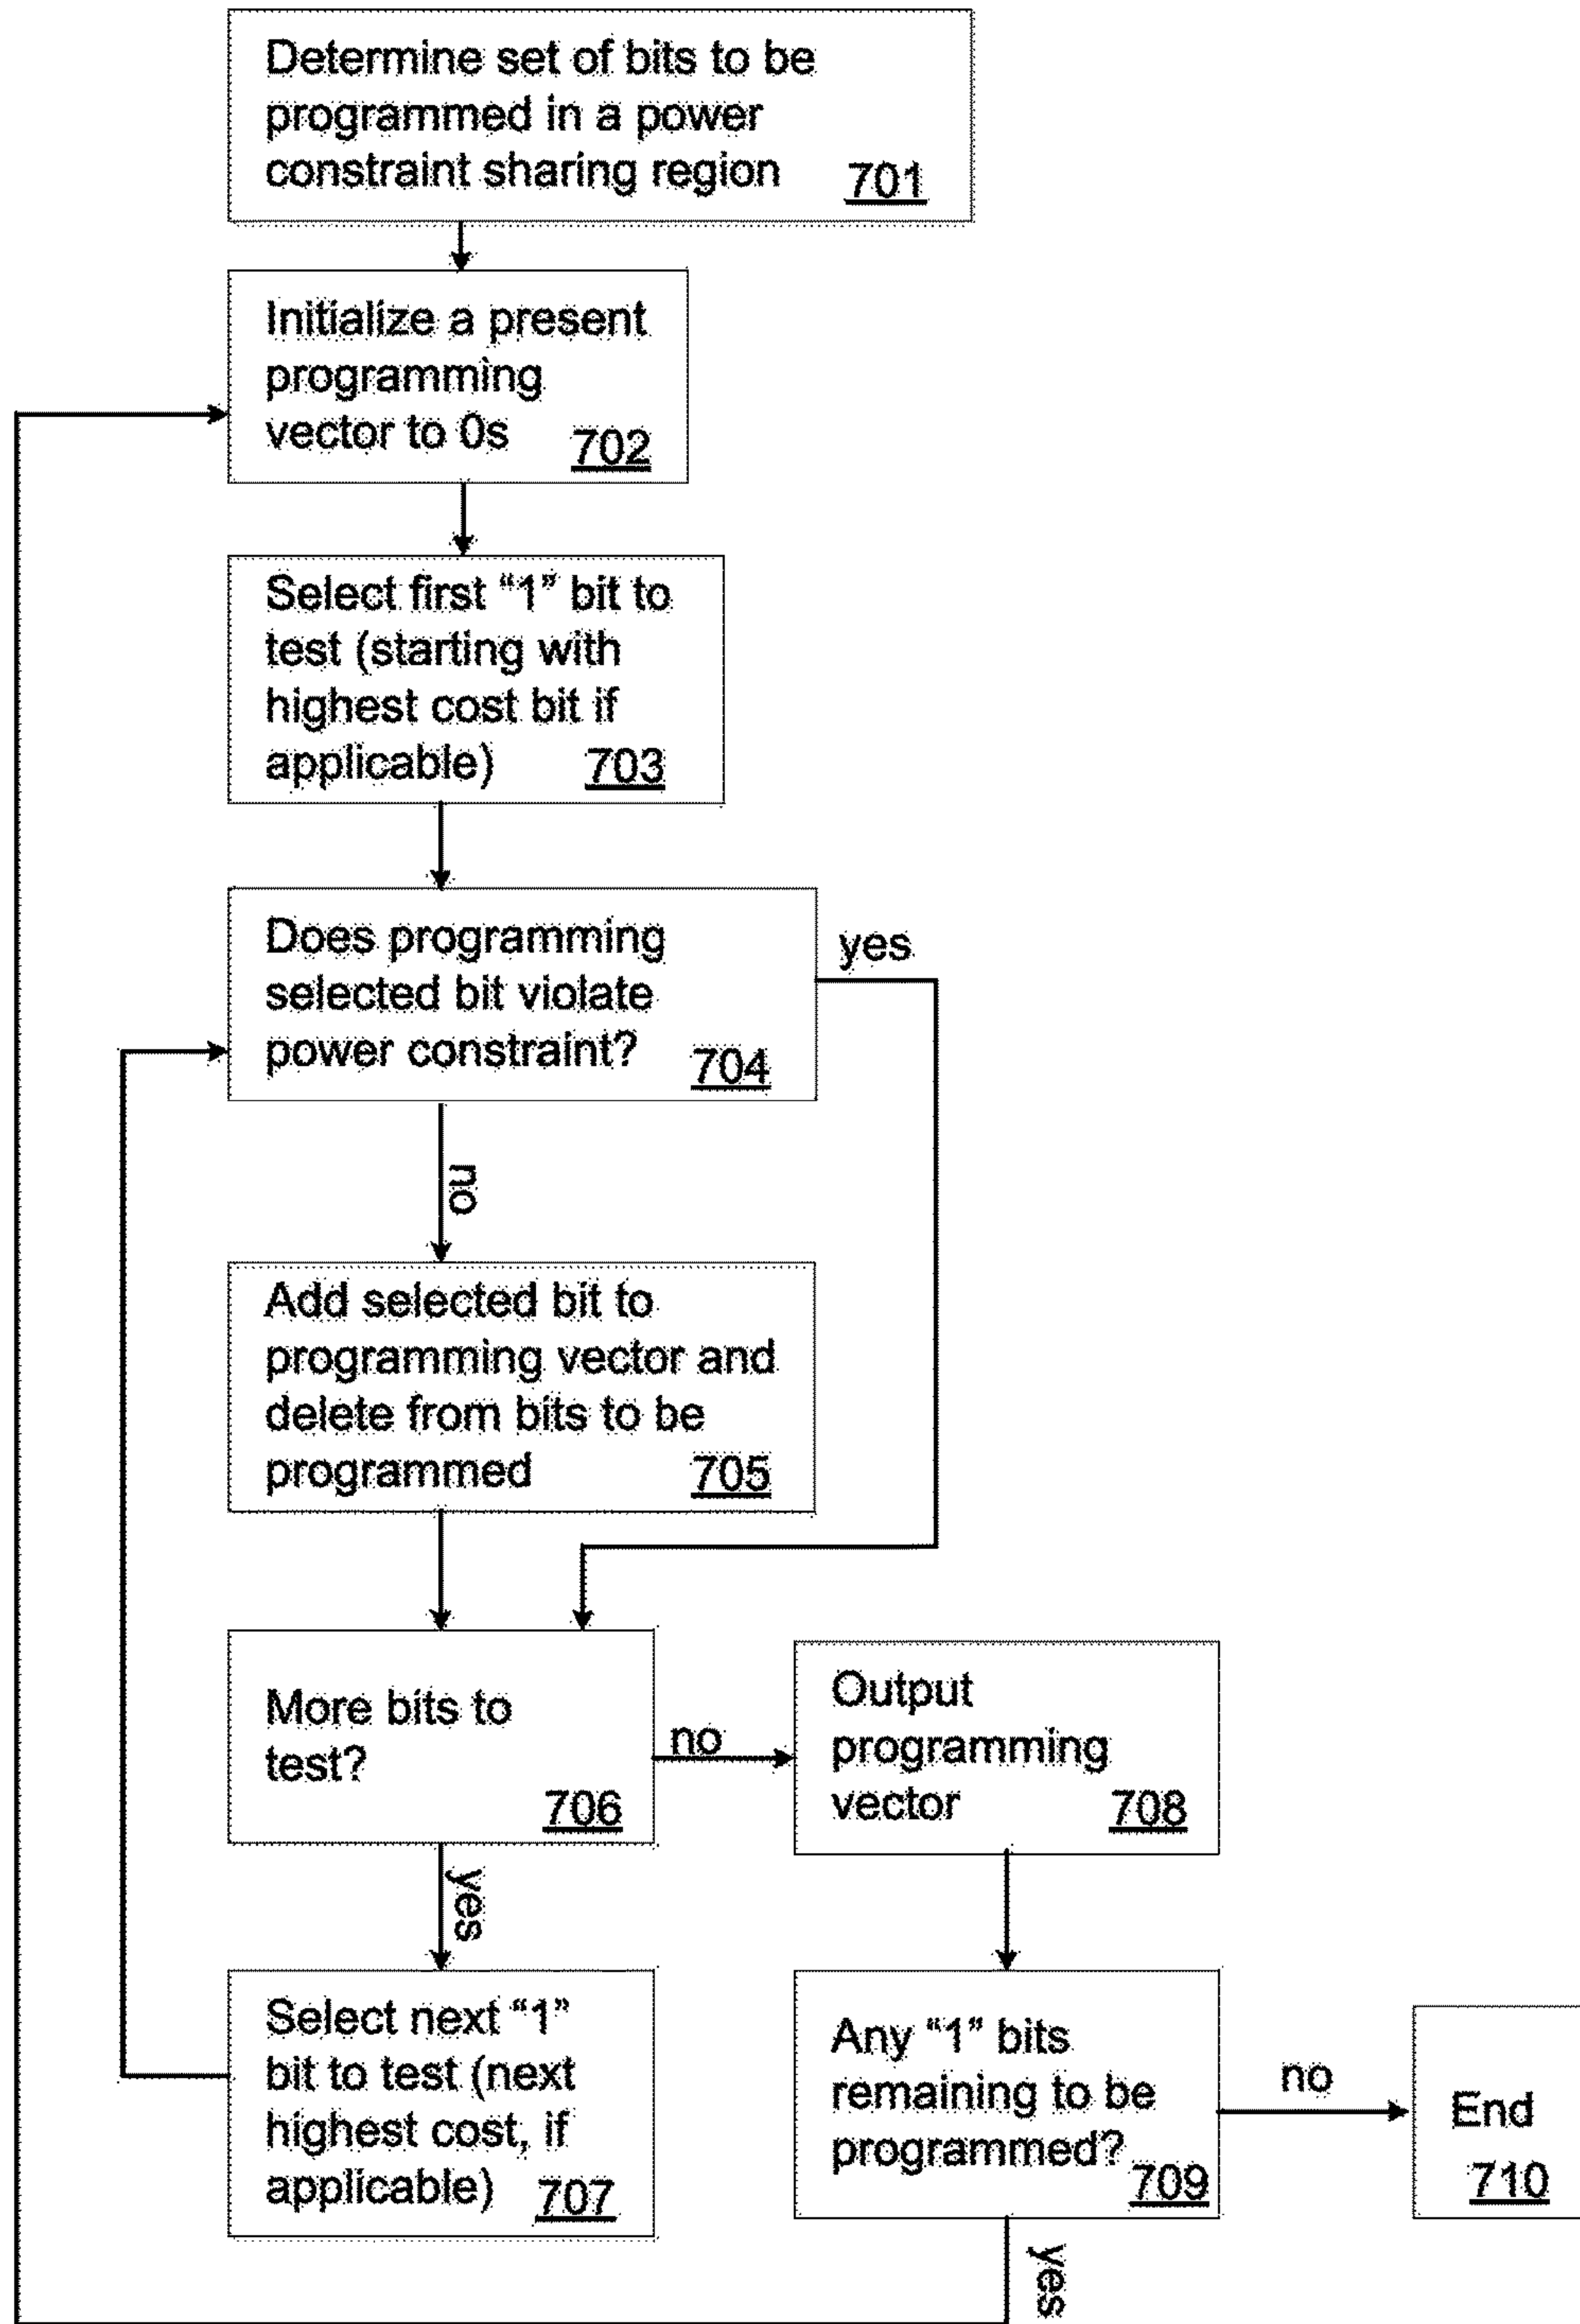 Determine set of bits to be
programmed in a power
constraint sharing region 701
Initialize a present
programming
vector to 0s 702
Select first “1” bit to
test (starting with
highest cost bit if
applicable) 703
Does programming
selected bit violate
power constraint? 704
yes
no
Add selected bit to
programming vector and
delete from bits to be
programmed 705
More bits to
test?
706
no
Output
programming
vector 708
yes
Select next “1”
bit to test (next
highest cost, if
applicable) 707
Any “1” bits
remaining to be
programmed? 709
no
End
710
yes